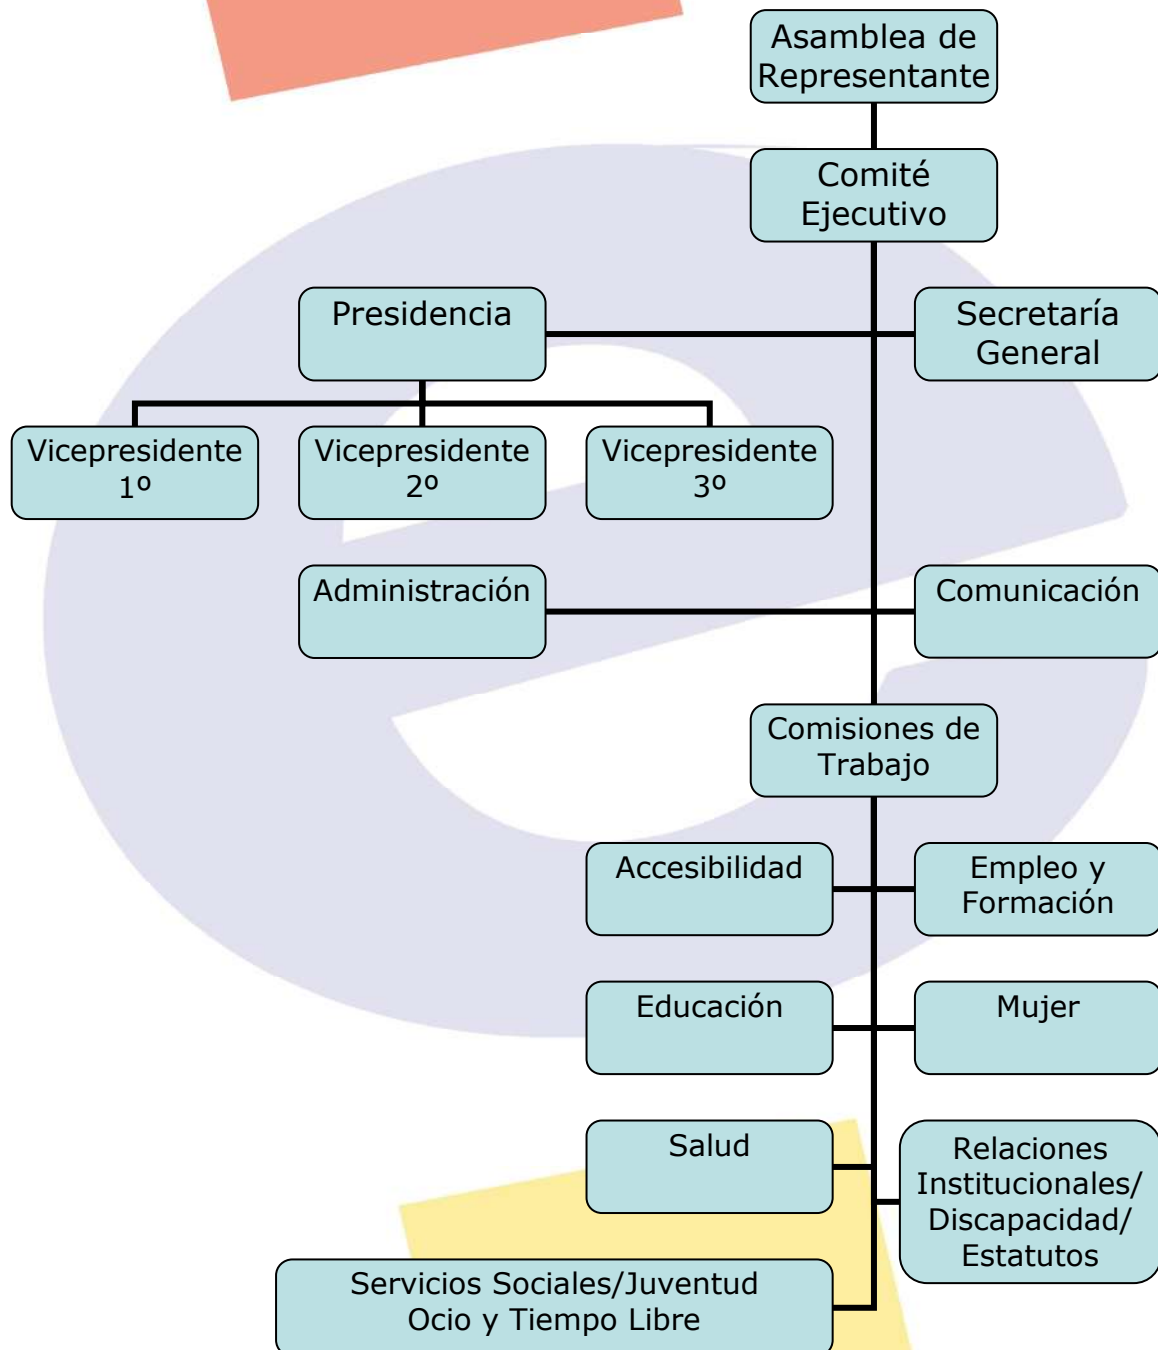 Asamblea de
Representante
Comité
Ejecutivo
Presidencia
Secretaría
General
Vicepresidente
1º
Vicepresidente
2º
Vicepresidente
3º
Administración
Comunicación
Comisiones de
Trabajo
Accesibilidad
Empleo y
Formación
Educación
Mujer
Salud
Relaciones
Institucionales/
Discapacidad/
Estatutos
Servicios Sociales/Juventud
Ocio y Tiempo Libre